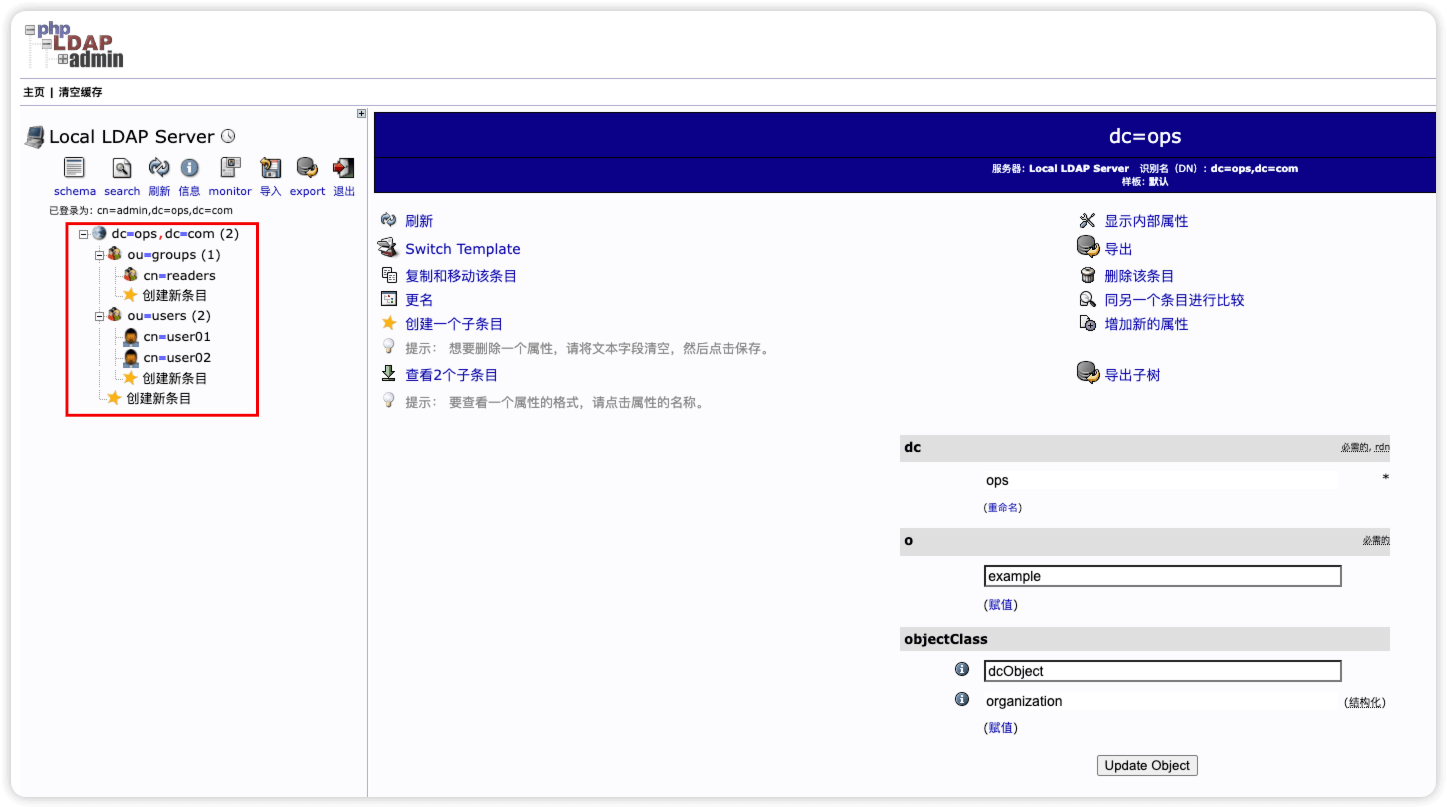 php
LDAP
admin
主页 | 清空缓存
Local LDAP Server
schema search 刷新 信息 monitor 导入 export 退出
已登录为: cn=admin,dc=ops,dc=com
dc=ops,dc=com (2)
ou=groups (1)
cn=readers
创建新条目
ou=users (2)
cn=user01
cn=user02
创建新条目
创建新条目
dc=ops
服务器: Local LDAP Server 识别名（DN）: dc=ops,dc=com
样板: 默认
刷新
显示内部属性
Switch Template
导出
复制和移动该条目
删除该条目
更名
同另一个条目进行比较
创建一个子条目
增加新的属性
提示： 想要删除一个属性，请将文本字段清空，然后点击保存。
查看2个子条目
导出子树
提示： 要查看一个属性的格式，请点击属性的名称。
dc 必需的, rdn
ops *
(重命名)
o 必需的
example
(赋值)
objectClass
dcObject
organization (结构化)
(赋值)
Update Object